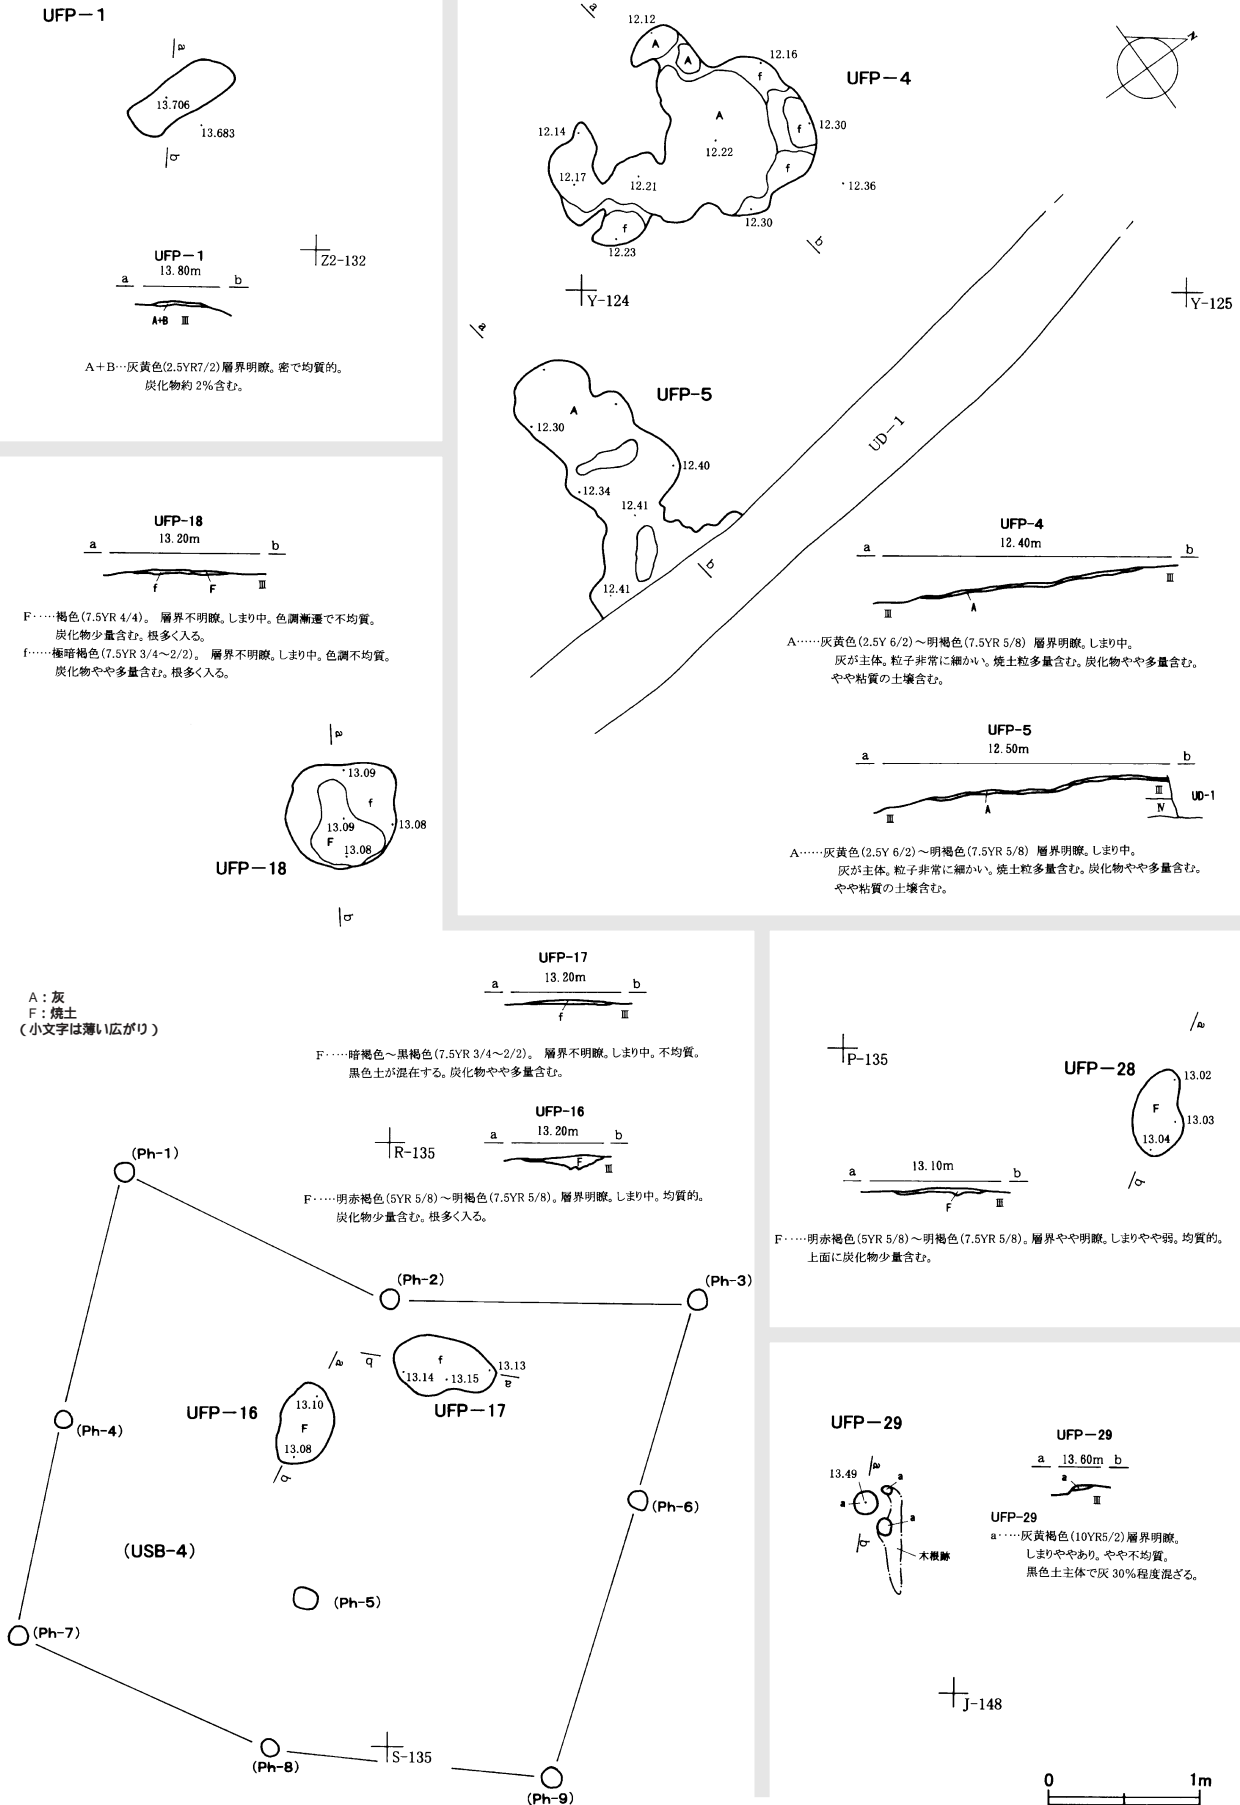 UFP-1
a
13.706
13.683
b
Z2-132
UFP-1
13.80m
a b
A+B Ⅲ
A+B…灰黄色(2.5YR7/2)層界明瞭。密で均質的。
炭化物約2%含む。
UFP-18
13.20m
a b
f F Ⅲ
F‥‥‥褐色(7.5YR 4/4)。 層界不明瞭。しまり中。色調漸遷で不均質。
炭化物少量含む。根多く入る。
f‥‥‥極暗褐色(7.5YR 3/4～2/2)。 層界不明瞭。しまり中。色調不均質。
炭化物やや多量含む。根多く入る。
a
13.09
f
13.09
13.08
F
13.08
UFP-18
b
a
12.12
A
A
12.16
f
UFP-4
N
A
f
12.30
12.14
12.22
f
12.17
12.21
12.36
12.30
f
12.23
b
Y-124
Y-125
a
UFP-5
A
12.30
12.40
12.34
12.41
12.41
b
UD-1
UFP-4
12.40m
a b
Ⅲ A Ⅲ
A‥‥‥灰黄色(2.5Y 6/2)～明褐色(7.5YR 5/8) 層界明瞭。しまり中。
灰が主体。粒子非常に細かい。焼土粒多量含む。炭化物やや多量含む。
やや粘質の土壌含む。
UFP-5
12.50m
a b
Ⅲ A Ⅲ Ⅳ UD-1
A‥‥‥灰黄色(2.5Y 6/2)～明褐色(7.5YR 5/8) 層界明瞭。しまり中。
灰が主体。粒子非常に細かい。焼土粒多量含む。炭化物やや多量含む。
やや粘質の土壌含む。
A：灰
F：焼土
(小文字は薄い広がり)
UFP-17
13.20m
a b
f Ⅲ
F‥‥‥暗褐色～黒褐色(7.5YR 3/4～2/2)。 層界不明瞭。しまり中。不均質。
黒色土が混在する。炭化物やや多量含む。
UFP-16
13.20m
a b
F Ⅲ
R-135
F‥‥‥明赤褐色(5YR 5/8)～明褐色(7.5YR 5/8)。層界明瞭。しまり中。均質的。
炭化物少量含む。根多く入る。
(Ph-1)
(Ph-2)
(Ph-3)
a
b
f
13.14
13.15
13.13
a
UFP-17
UFP-16
13.10
F
13.08
b
(Ph-4)
(Ph-6)
(USB-4)
(Ph-5)
(Ph-7)
S-135
(Ph-8)
(Ph-9)
P-135
a
UFP-28
13.02
F
13.03
13.04
b
13.10m
a b
F Ⅲ
F‥‥‥明赤褐色(5YR 5/8)～明褐色(7.5YR 5/8)。層界やや明瞭。しまりやや弱。均質的。
上面に炭化物少量含む。
UFP-29
13.49
a
a
a
a
b
木根跡
UFP-29
a 13.60m b
a
Ⅲ
UFP-29
a‥‥‥灰黄褐色(10YR5/2)層界明瞭。
しまりややあり。やや不均質。
黒色土主体で灰30%程度混ざる。
J-148
0 1m